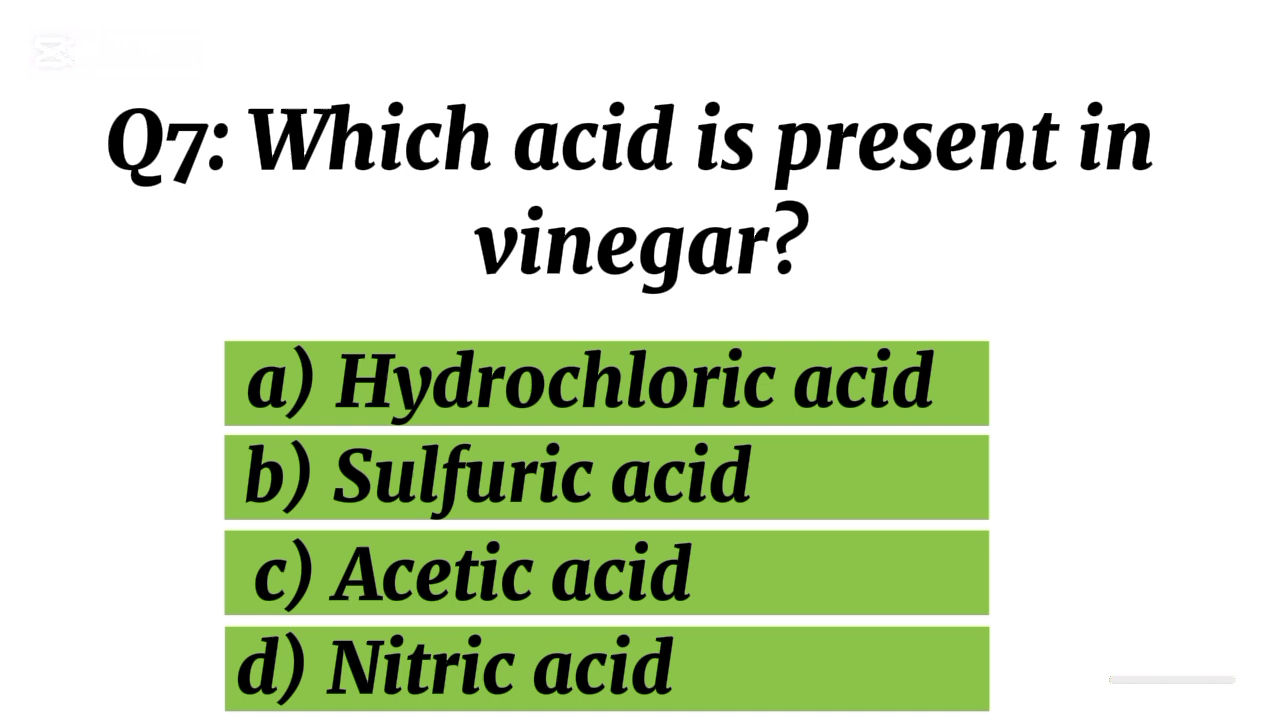 Q7: Which acid is present in
vinegar?
a) Hydrochloric acid
b) Sulfuric acid
c) Acetic acid
d) Nitric acid